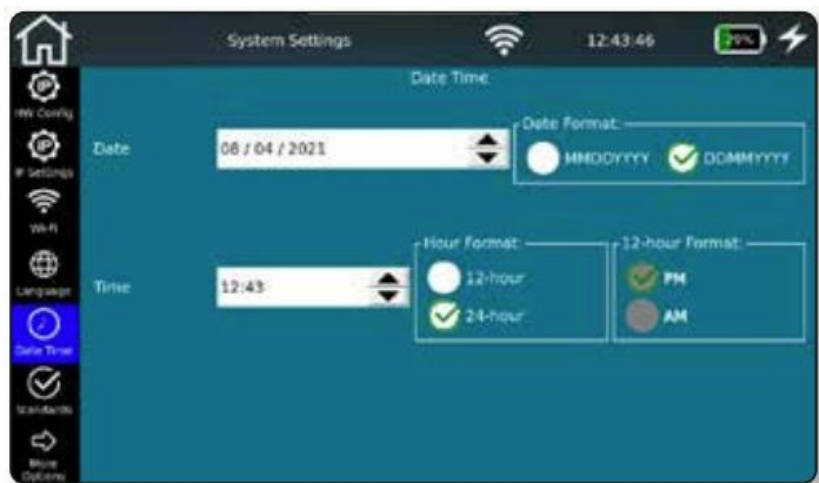 System Settings 12:43:46 29%
Date Time
HW Config
IP Settings
Wi-Fi
Language
Date Time
Standards
More
Options
Date 08 / 04 / 2021
Date Format:
MMDDYYYY DDMMYYYY
Time 12:43
Hour Format:
12-hour
24-hour
12-hour Format:
PM
AM